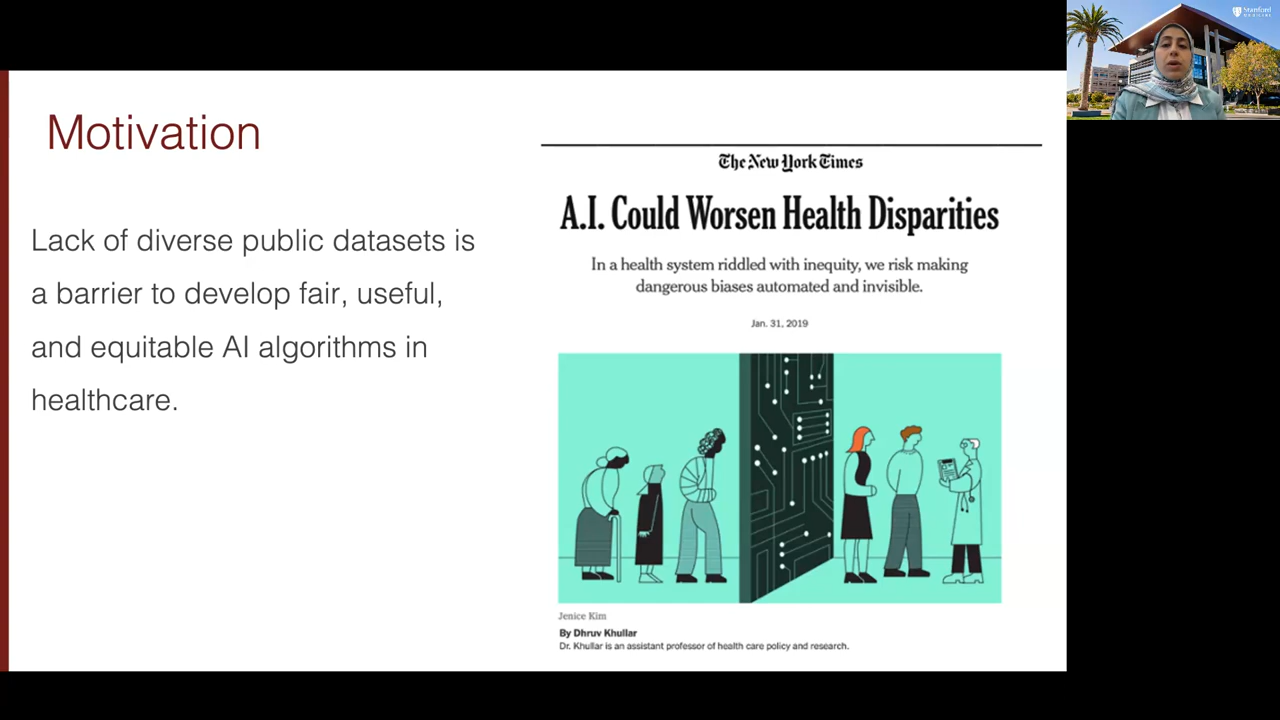 Motivation
Lack of diverse public datasets is
a barrier to develop fair, useful,
and equitable AI algorithms in
healthcare.
The New York Times
A.I. Could Worsen Health Disparities
In a health system riddled with inequity, we risk making
dangerous biases automated and invisible.
Jan. 31, 2019
Jenice Kim
By Dhruv Khullar
Dr. Khullar is an assistant professor of health care policy and research.
Stanford
MEDICINE